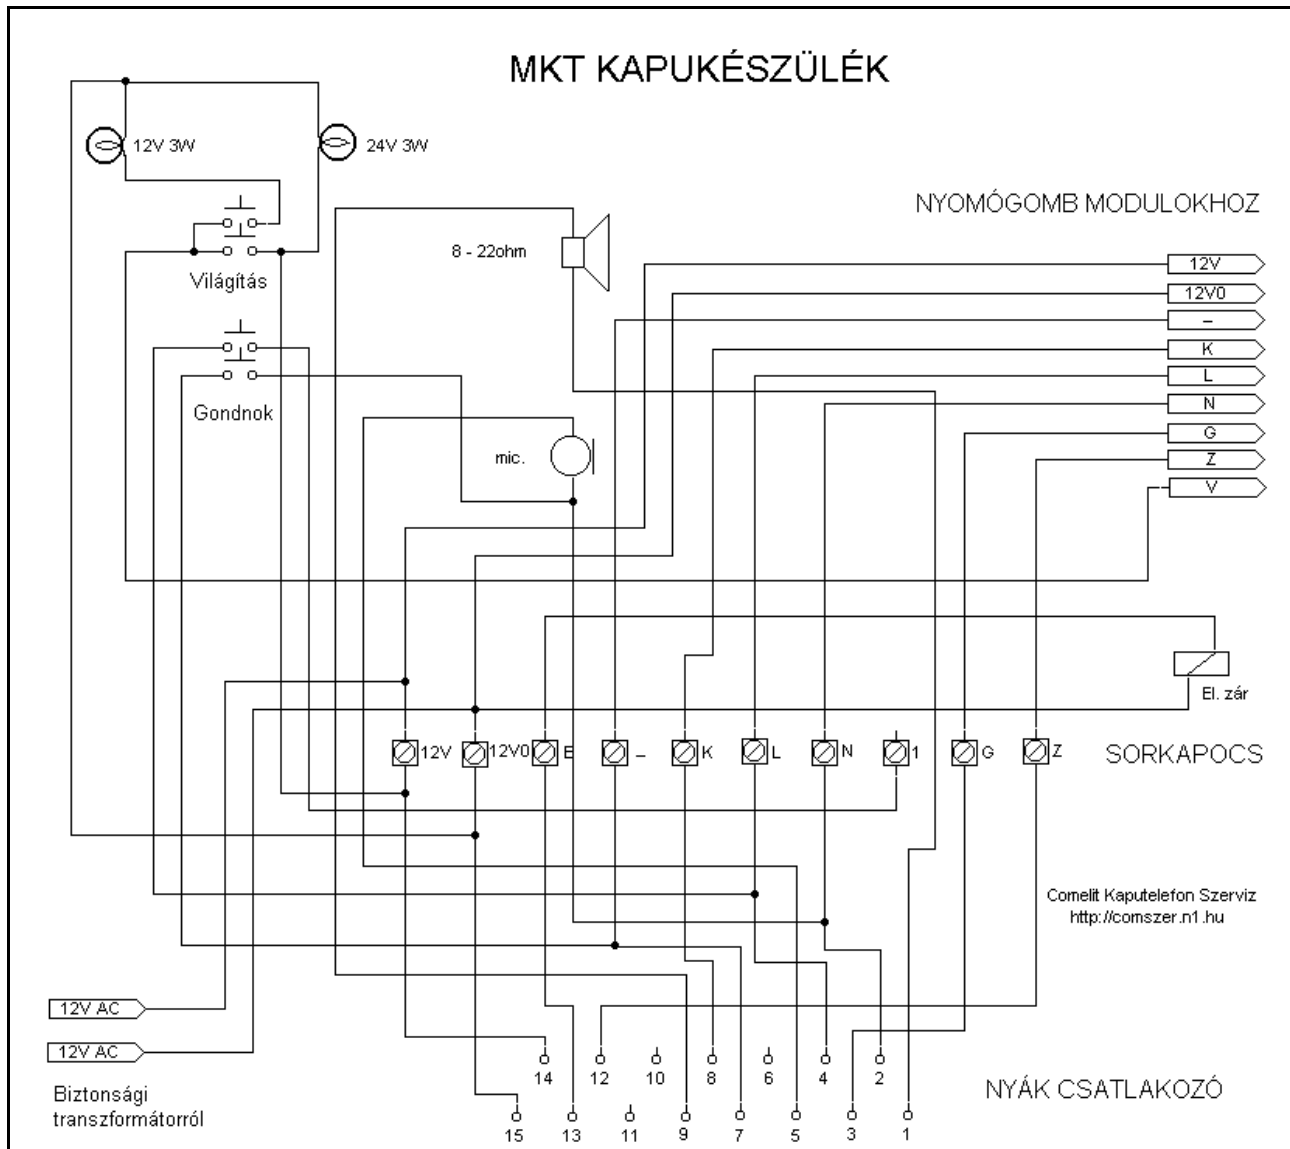 MKT KAPUKÉSZÜLÉK
12V 3W
24V 3W
NYOMÓGOMB MODULOKHOZ
8 - 22ohm
Világítás
12V
12V0
–
K
L
N
G
Z
V
Gondnok
mic.
El. zár
12V
12V0
E
–
K
L
N
1
G
Z
SORKAPOCS
Comelit Kaputelefon Szerviz
http://comszer.n1.hu
12V AC
12V AC
Biztonsági
transzformátorról
14
12
10
8
6
4
2
NYÁK CSATLAKOZÓ
15
13
11
9
7
5
3
1